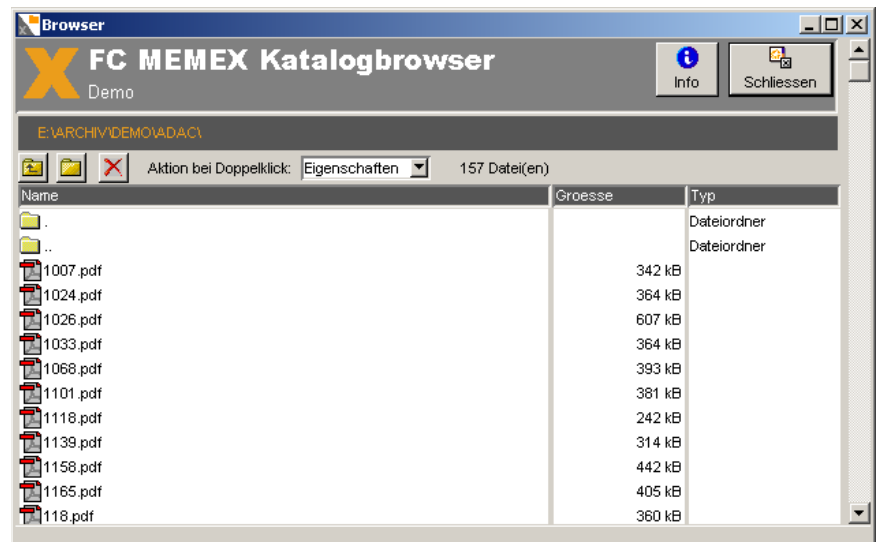 Browser
FC MEMEX Katalogbrowser
Demo
Info
Schliessen
E:\ARCHIV\DEMO\ADAC\
Aktion bei Doppelklick: Eigenschaften 157 Datei(en)
Name Groesse Typ
. Dateiordner
.. Dateiordner
1007.pdf 342 kB
1024.pdf 364 kB
1026.pdf 607 kB
1033.pdf 364 kB
1068.pdf 393 kB
1101.pdf 381 kB
1118.pdf 242 kB
1139.pdf 314 kB
1158.pdf 442 kB
1165.pdf 405 kB
118.pdf 360 kB